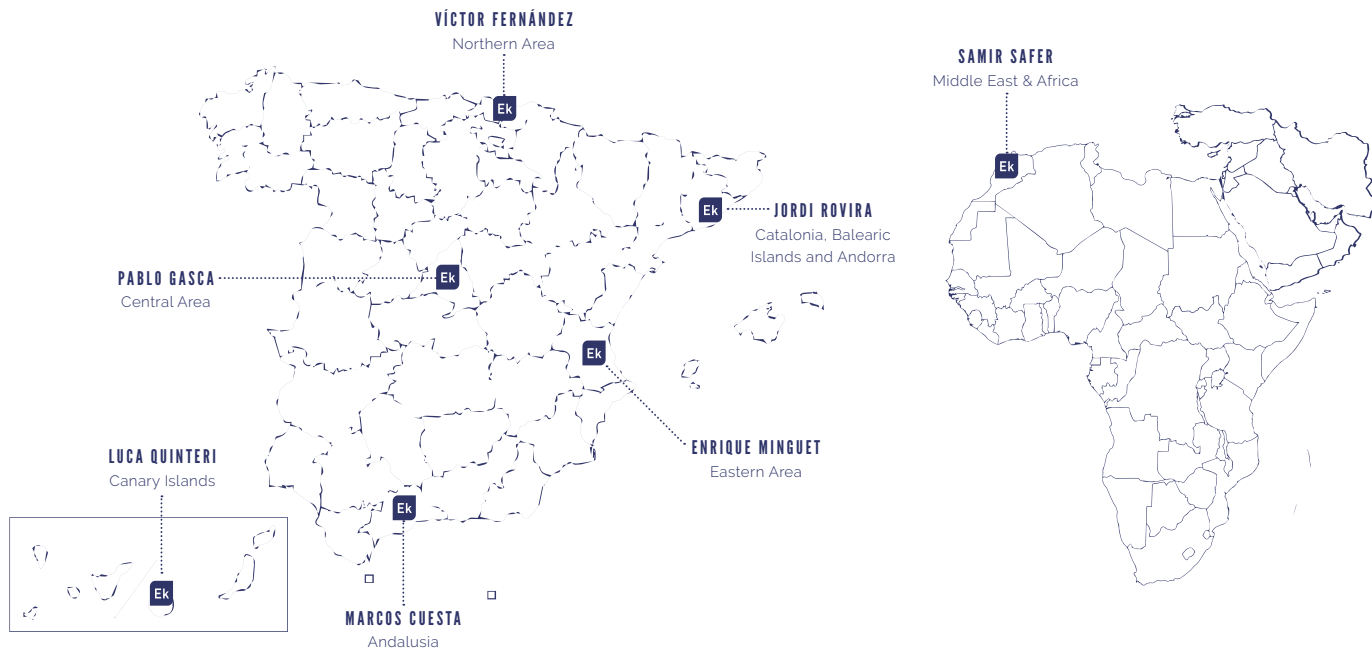 VÍCTOR FERNÁNDEZ
Northern Area
Ek
SAMIR SAFER
Middle East & Africa
Ek
JORDI ROVIRA
Catalonia, Balearic
Islands and Andorra
Ek
PABLO GASCA
Central Area
Ek
Ek
ENRIQUE MINGUET
Eastern Area
LUCA QUINTERI
Canary Islands
Ek
Ek
MARCOS CUESTA
Andalusia